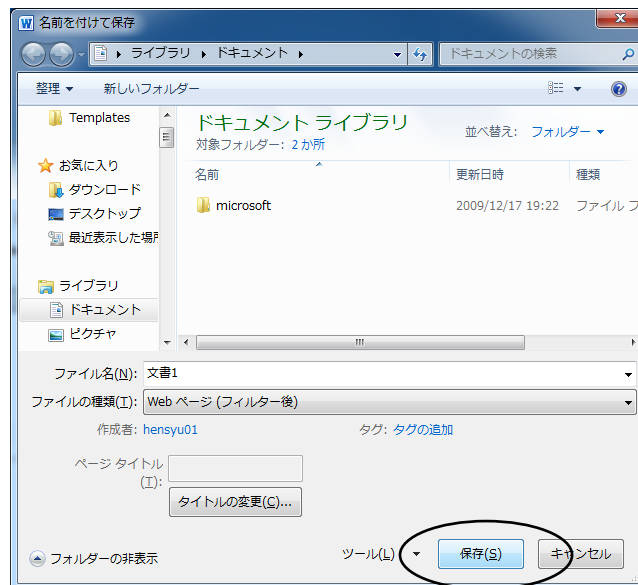 名前を付けて保存
ライブラリ ドキュメント
ドキュメントの検索
整理 新しいフォルダー
Templates
お気に入り
ダウンロード
デスクトップ
最近表示した場所
ライブラリ
ドキュメント
ピクチャ
ドキュメント ライブラリ
対象フォルダー: 2 か所
並べ替え: フォルダー
名前 更新日時 種類
microsoft 2009/12/17 19:22 ファイル フ
ファイル名(N): 文書1
ファイルの種類(T): Web ページ (フィルター後)
作成者: hensyu01 タグ: タグの追加
ページ タイトル
(I):
タイトルの変更(C)...
フォルダーの非表示
ツール(L) 保存(S) キャンセル